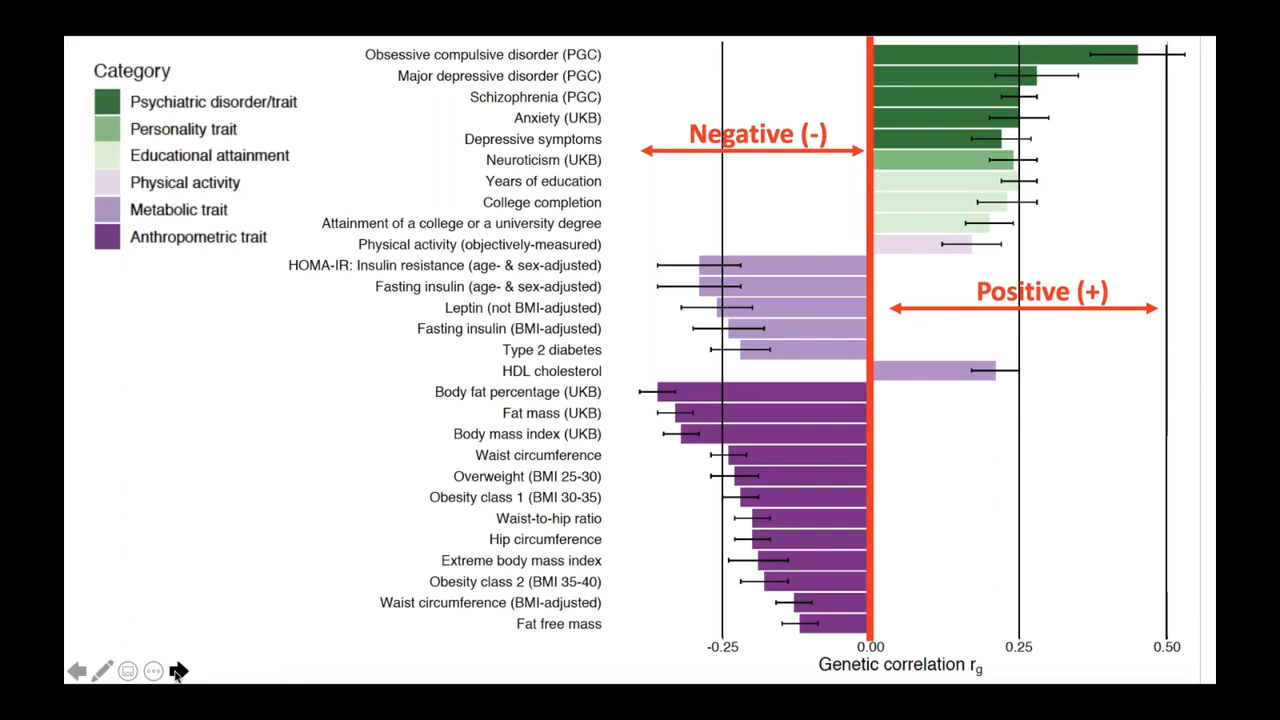 Category
Psychiatric disorder/trait
Personality trait
Educational attainment
Physical activity
Metabolic trait
Anthropometric trait
Obsessive compulsive disorder (PGC)
Major depressive disorder (PGC)
Schizophrenia (PGC)
Anxiety (UKB)
Depressive symptoms
Neuroticism (UKB)
Years of education
College completion
Attainment of a college or a university degree
Physical activity (objectively-measured)
HOMA-IR: Insulin resistance (age- & sex-adjusted)
Fasting insulin (age- & sex-adjusted)
Leptin (not BMI-adjusted)
Fasting insulin (BMI-adjusted)
Type 2 diabetes
HDL cholesterol
Body fat percentage (UKB)
Fat mass (UKB)
Body mass index (UKB)
Waist circumference
Overweight (BMI 25-30)
Obesity class 1 (BMI 30-35)
Waist-to-hip ratio
Hip circumference
Extreme body mass index
Obesity class 2 (BMI 35-40)
Waist circumference (BMI-adjusted)
Fat free mass
Negative (-)
Positive (+)
-0.25 0.00 0.25 0.50
Genetic correlation rg